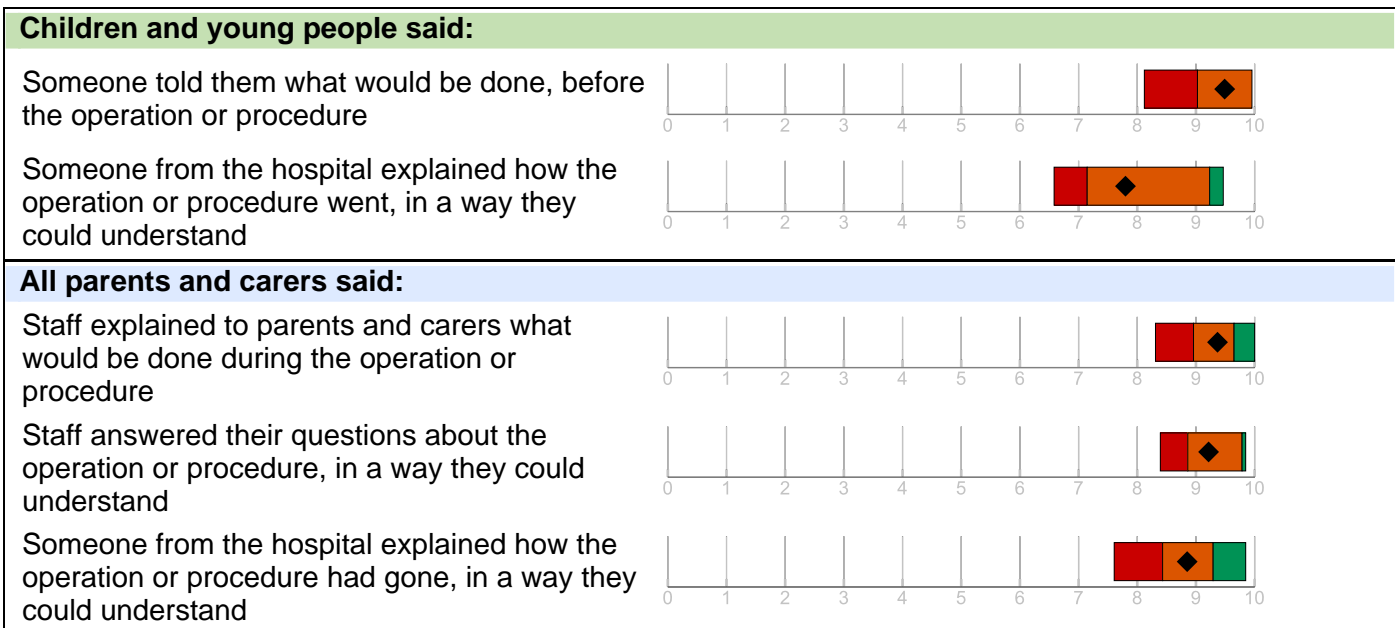 Children and young people said:
Someone told them what would be done, before
the operation or procedure
0 1 2 3 4 5 6 7 8 9 10
Someone from the hospital explained how the
operation or procedure went, in a way they
could understand
0 1 2 3 4 5 6 7 8 9 10
All parents and carers said:
Staff explained to parents and carers what
would be done during the operation or
procedure
0 1 2 3 4 5 6 7 8 9 10
Staff answered their questions about the
operation or procedure, in a way they could
understand
0 1 2 3 4 5 6 7 8 9 10
Someone from the hospital explained how the
operation or procedure had gone, in a way they
could understand
0 1 2 3 4 5 6 7 8 9 10